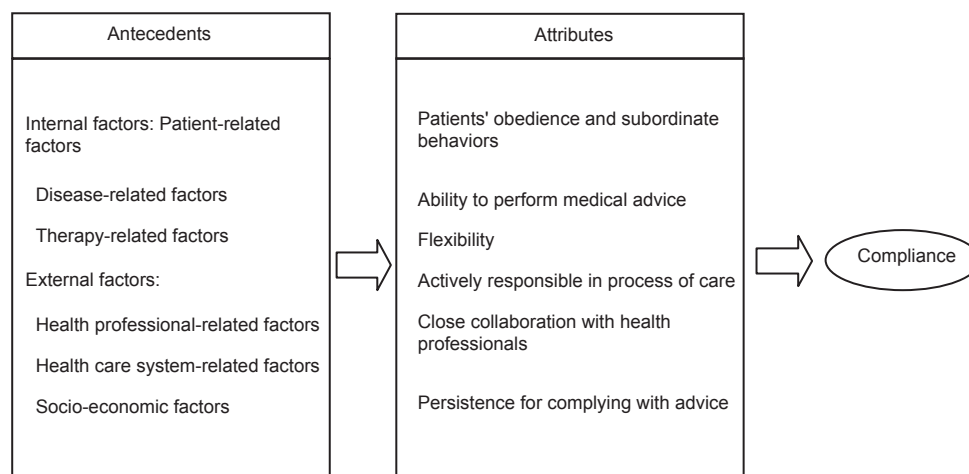 Antecedents
Internal factors: Patient-related
factors
Disease-related factors
Therapy-related factors
External factors:
Health professional-related factors
Health care system-related factors
Socio-economic factors
Attributes
Patients' obedience and subordinate
behaviors
Ability to perform medical advice
Flexibility
Actively responsible in process of care
Close collaboration with health
professionals
Persistence for complying with advice
Compliance